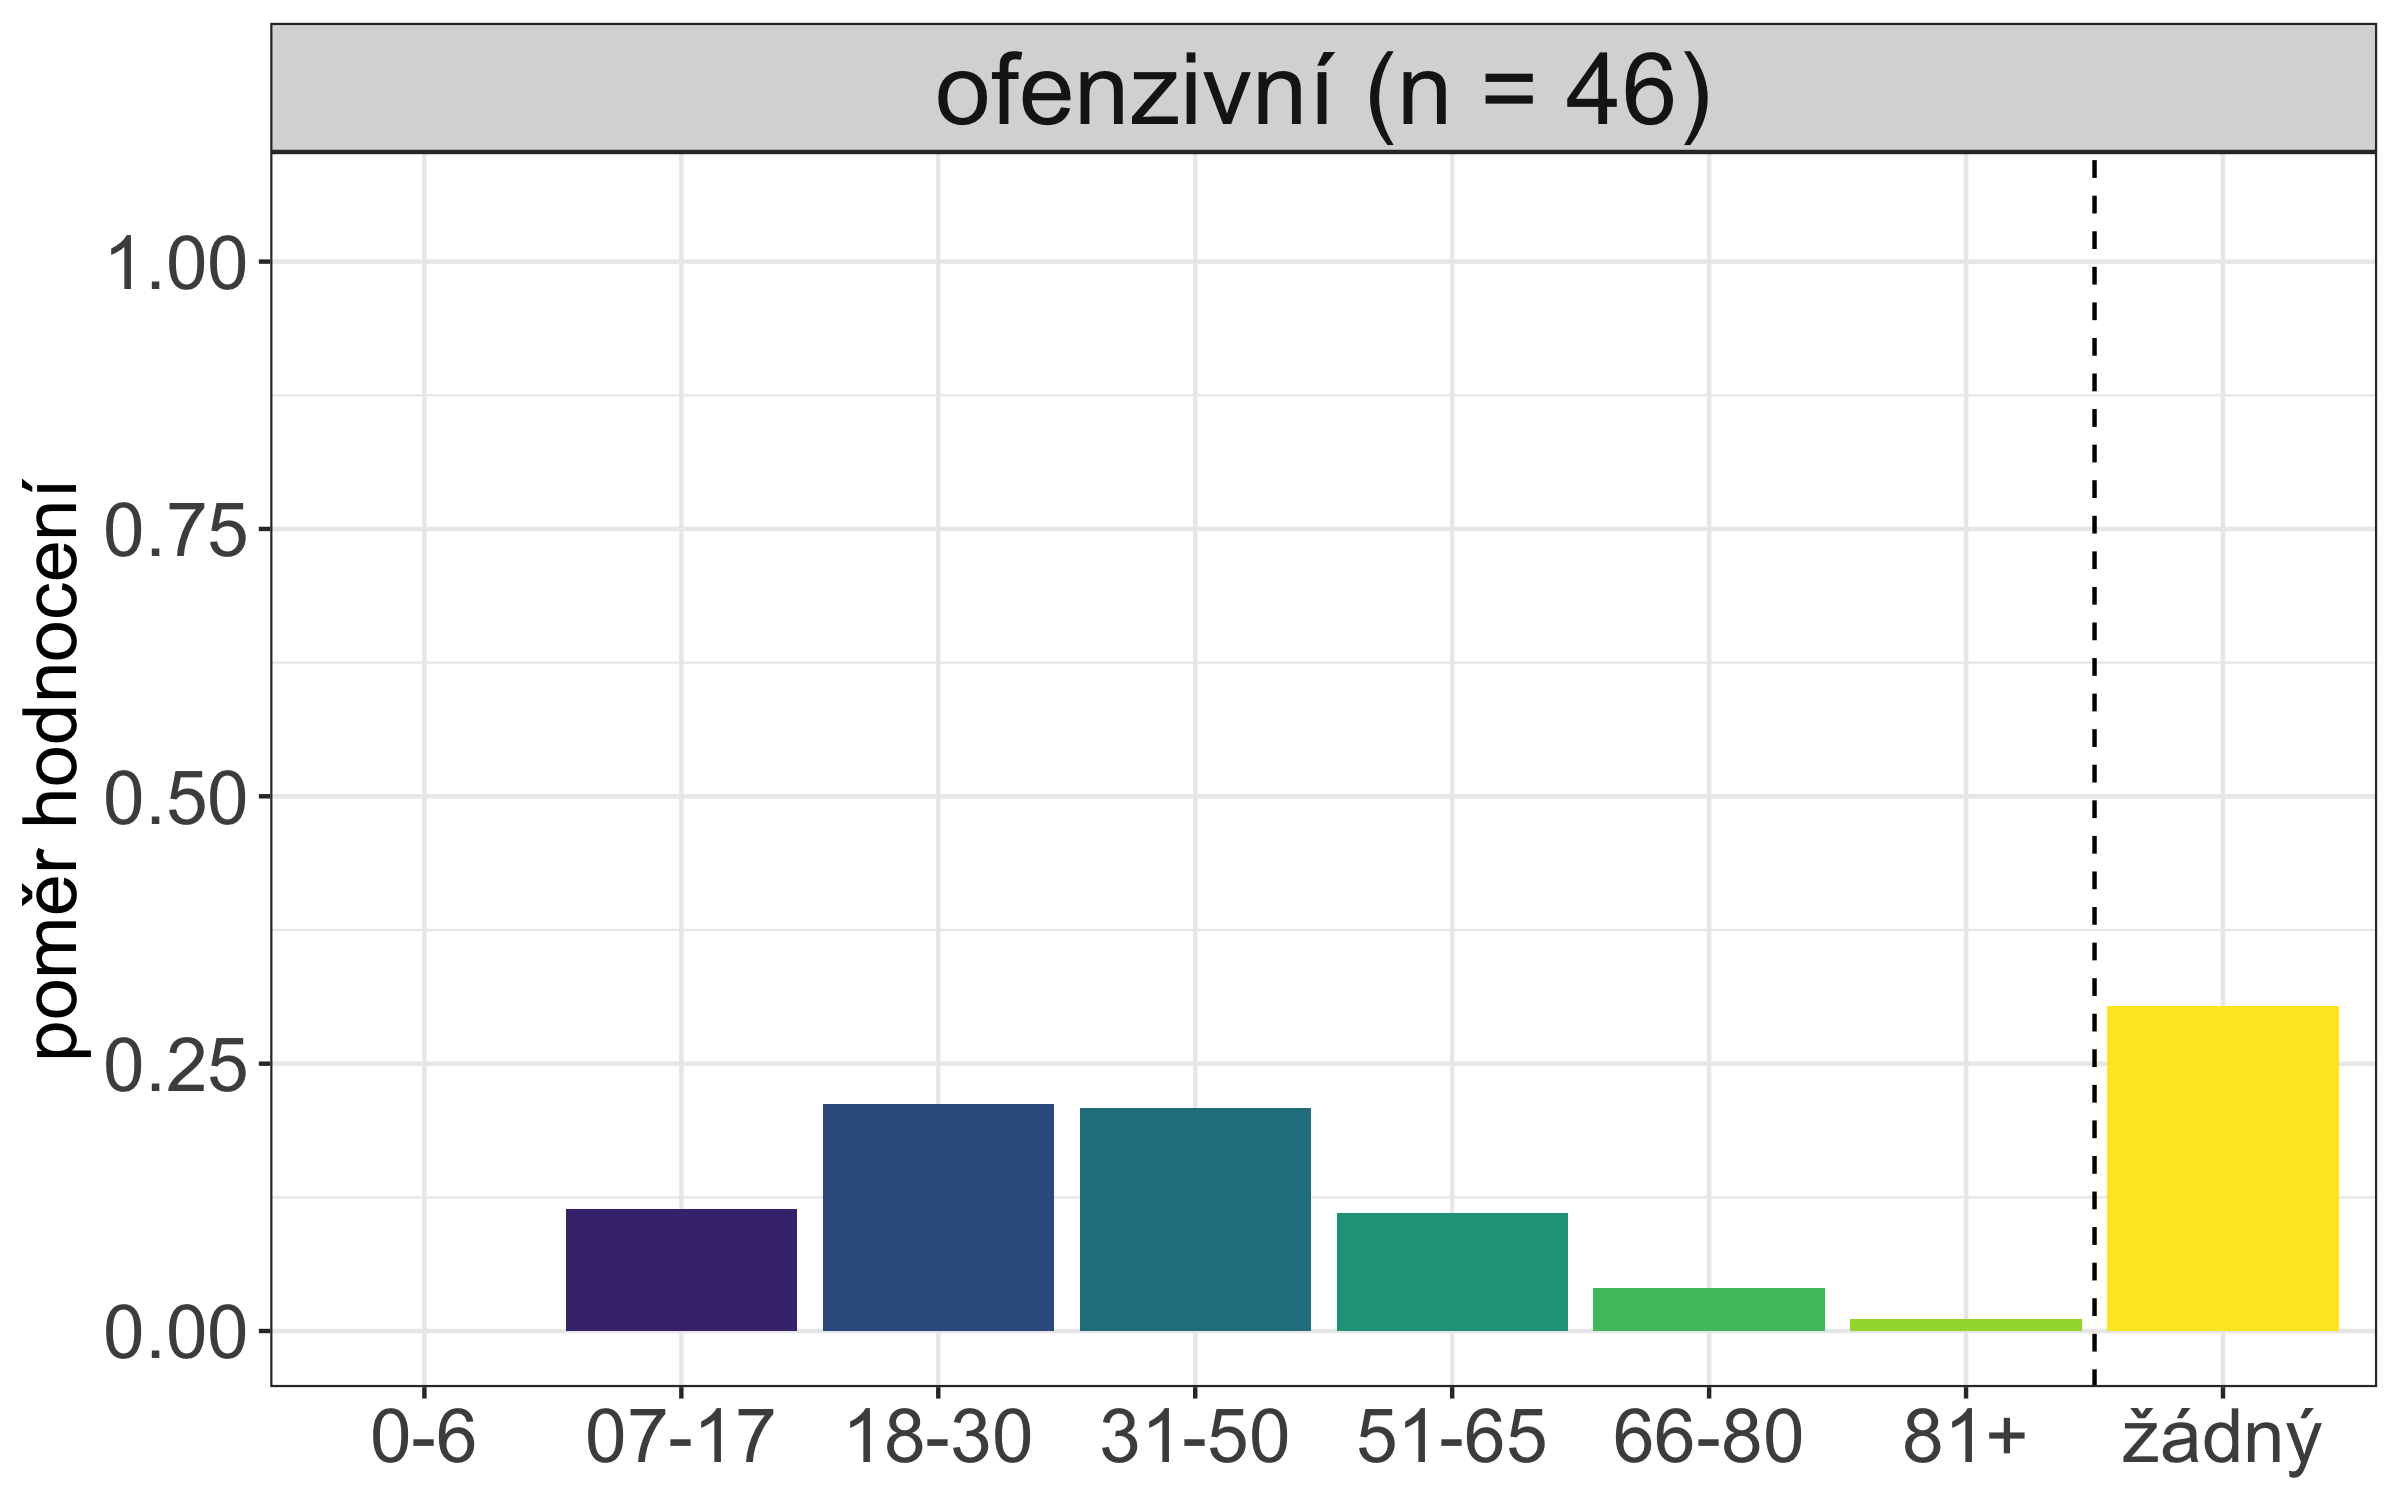 ofenzivní (n = 46)
poměr hodnocení
1.00
0.75
0.50
0.25
0.00
0-6 07-17 18-30 31-50 51-65 66-80 81+ žádný